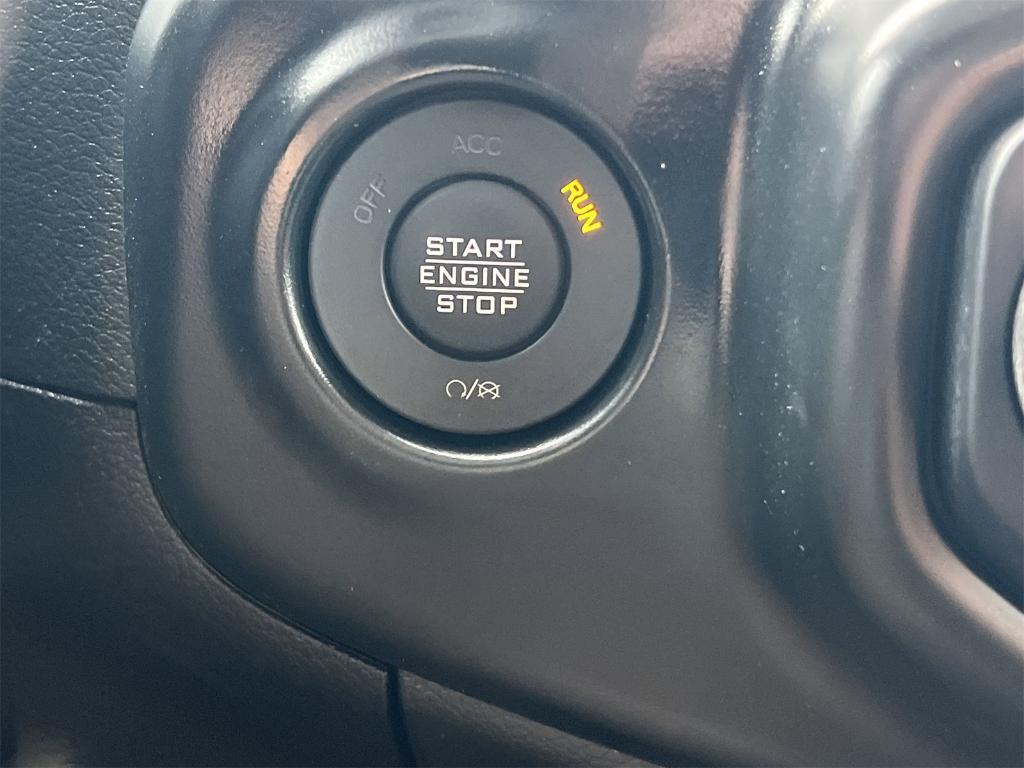 ACC
OFF
RUN
START
ENGINE
STOP